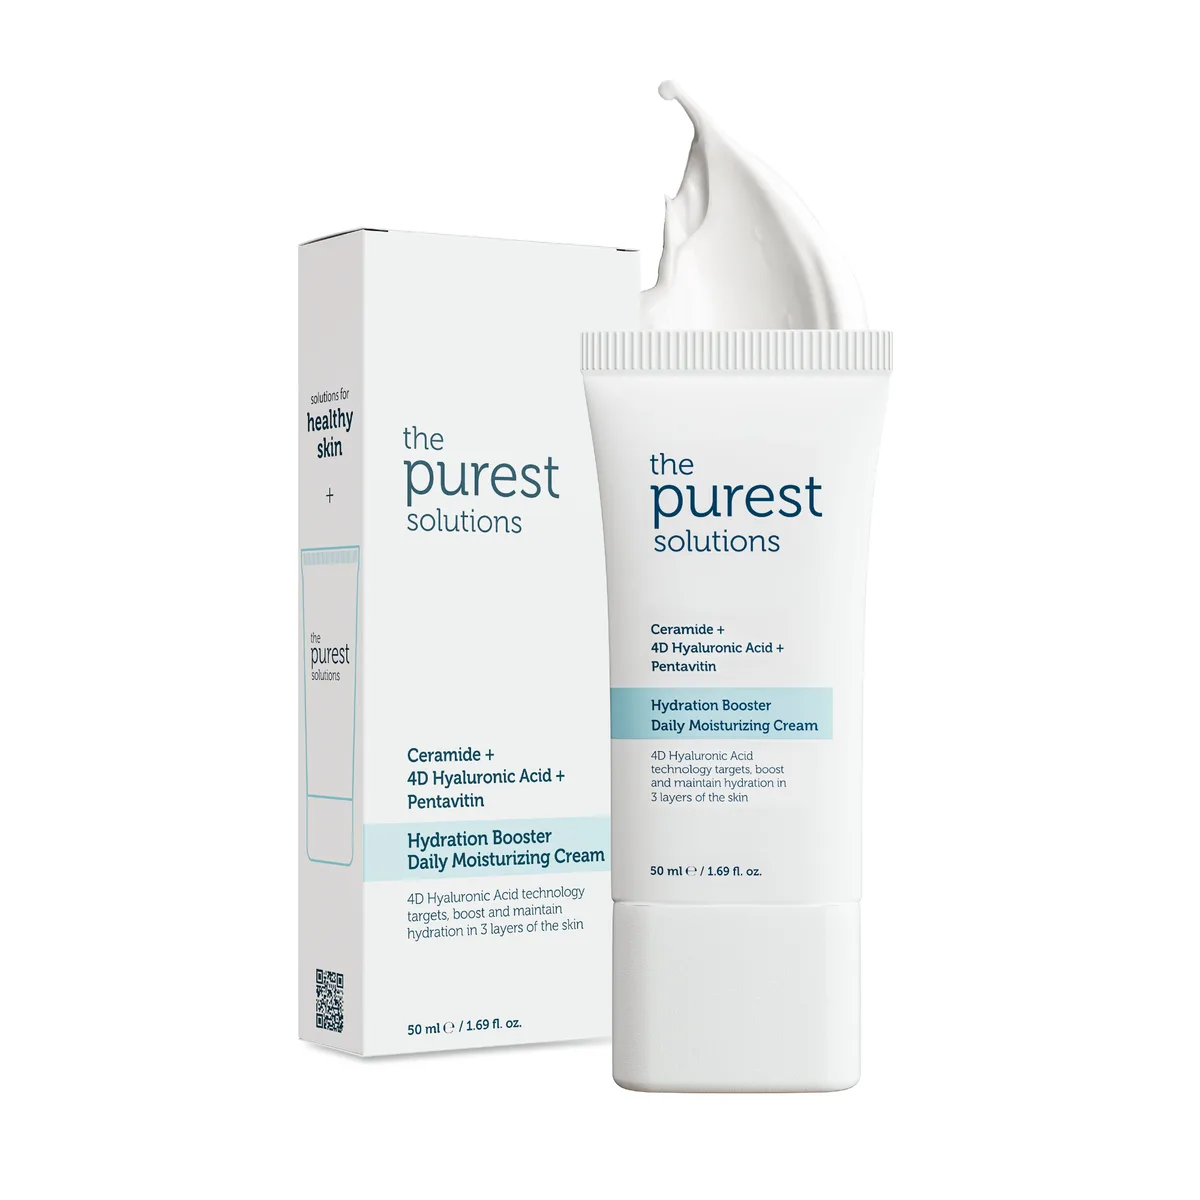 solutions for
healthy
skin
+
the
purest
solutions
the
purest
solutions
Ceramide +
4D Hyaluronic Acid +
Pentavitin
Hydration Booster
Daily Moisturizing Cream
4D Hyaluronic Acid technology
targets, boost and maintain
hydration in 3 layers of the skin
50 ml ℮ / 1.69 fl. oz.
the
purest
solutions
Ceramide +
4D Hyaluronic Acid +
Pentavitin
Hydration Booster
Daily Moisturizing Cream
4D Hyaluronic Acid
technology targets, boost
and maintain hydration in
3 layers of the skin
50 ml ℮ / 1.69 fl. oz.